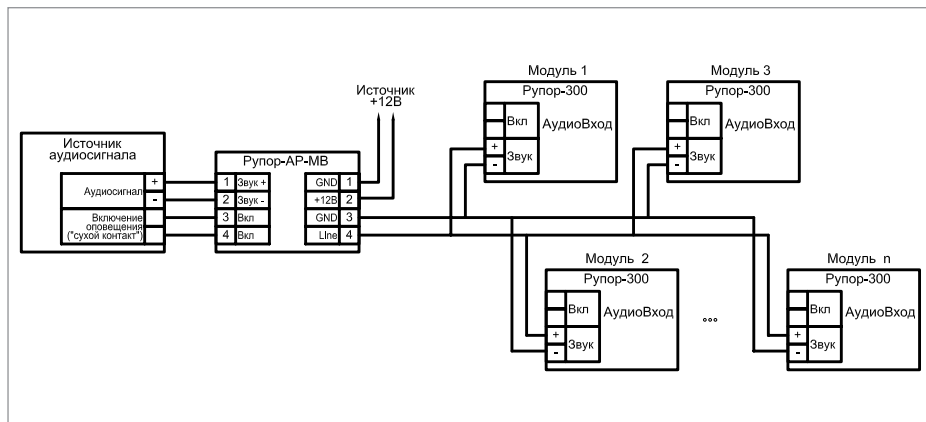 Источник
аудиосигнала
Аудиосигнал
+
-
Включение
оповещения
("сухой контакт")
Рупор-АР-МВ
1 Звук +
2 Звук -
3 Вкл
4 Вкл
GND 1
+12В 2
GND 3
LIne 4
Источник
+12В
Модуль 1
Рупор-300
Вкл
АудиоВход
+
-
Звук
Модуль 3
Рупор-300
Вкл
АудиоВход
+
-
Звук
Модуль 2
Рупор-300
Вкл
АудиоВход
+
-
Звук
Модуль n
Рупор-300
Вкл
АудиоВход
+
-
Звук